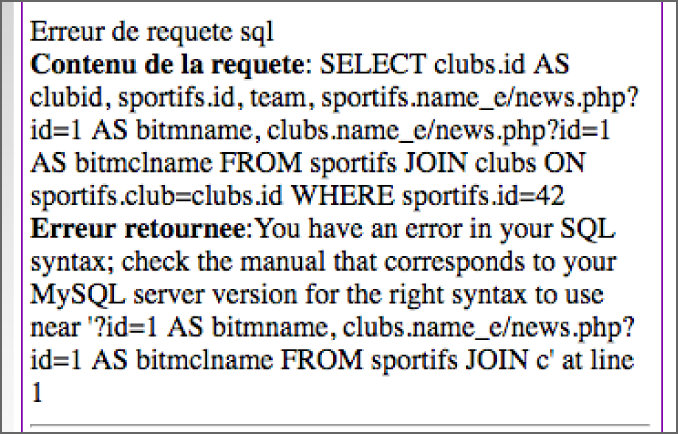 Erreur de requete sql
Contenu de la requete: SELECT clubs.id AS
clubid, sportifs.id, team, sportifs.name_e/news.php?
id=1 AS bitmname, clubs.name_e/news.php?id=1
AS bitmclname FROM sportifs JOIN clubs ON
sportifs.club=clubs.id WHERE sportifs.id=42
Erreur retournee:You have an error in your SQL
syntax; check the manual that corresponds to your
MySQL server version for the right syntax to use
near '?id=1 AS bitmname, clubs.name_e/news.php?
id=1 AS bitmclname FROM sportifs JOIN c' at line
1